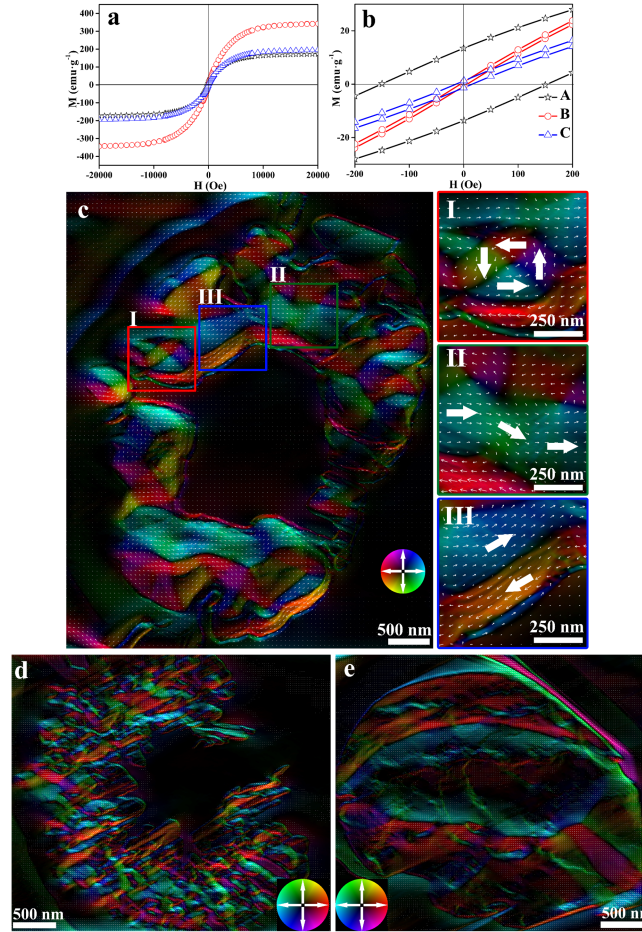 a
M (emu·g⁻¹)
400
300
200
100
0
-100
-200
-300
-400
-20000 -10000 0 10000 20000
H (Oe)
b
M (emu·g⁻¹)
20
0
-20
-200 -100 0 100 200
H (Oe)
A
B
C
c
I
II
III
500 nm
I
250 nm
II
250 nm
III
250 nm
d
500 nm
e
500 nm